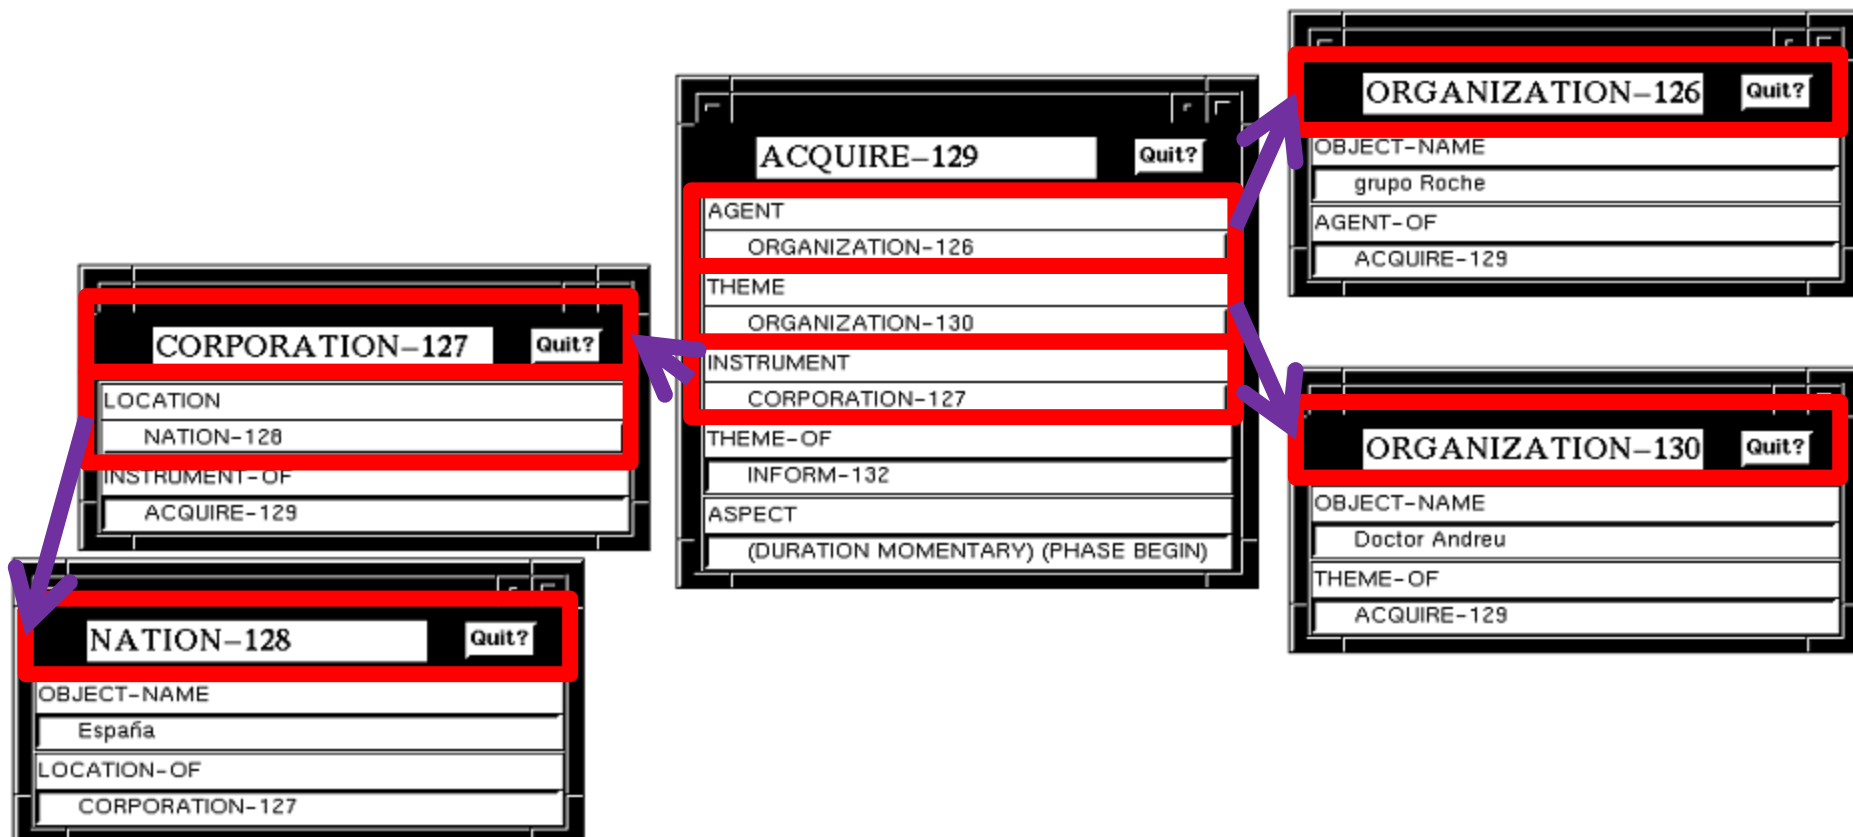 ORGANIZATION-126 Quit?
OBJECT-NAME
grupo Roche
AGENT-OF
ACQUIRE-129
ACQUIRE-129 Quit?
AGENT
ORGANIZATION-126
THEME
ORGANIZATION-130
INSTRUMENT
CORPORATION-127
THEME-OF
INFORM-132
ASPECT
(DURATION MOMENTARY) (PHASE BEGIN)
CORPORATION-127 Quit?
LOCATION
NATION-128
INSTRUMENT-OF
ACQUIRE-129
ORGANIZATION-130 Quit?
OBJECT-NAME
Doctor Andreu
THEME-OF
ACQUIRE-129
NATION-128 Quit?
OBJECT-NAME
España
LOCATION-OF
CORPORATION-127